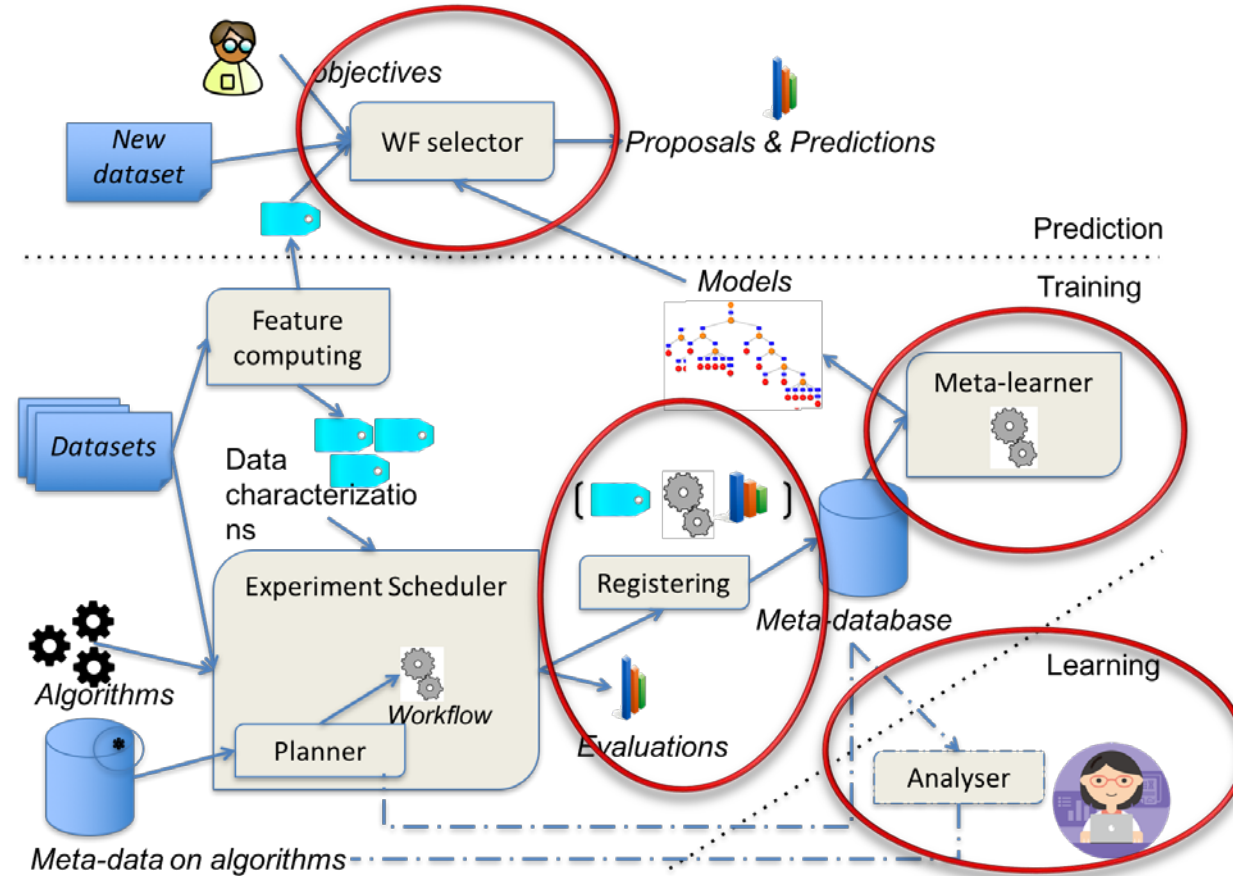 objectives
New
dataset
WF selector
Proposals & Predictions
Prediction
Models
Training
Feature
computing
Meta-learner
Datasets
Data
characterizatio
ns
Experiment Scheduler
Registering
Meta-database
Learning
Algorithms
Workflow
Evaluations
Planner
Analyser
Meta-data on algorithms